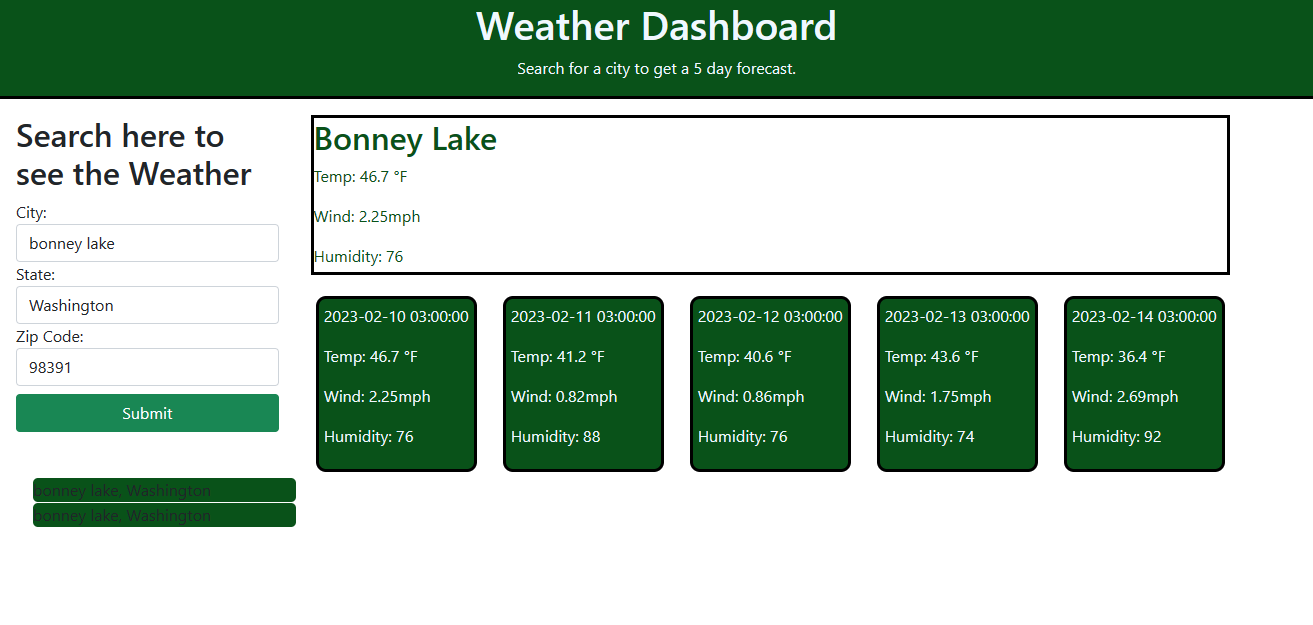 Weather Dashboard
Search for a city to get a 5 day forecast.
Search here to
see the Weather
City:
bonney lake
State:
Washington
Zip Code:
98391
Submit
bonney lake, Washington
bonney lake, Washington
Bonney Lake
Temp: 46.7 °F
Wind: 2.25mph
Humidity: 76
2023-02-10 03:00:00
Temp: 46.7 °F
Wind: 2.25mph
Humidity: 76
2023-02-11 03:00:00
Temp: 41.2 °F
Wind: 0.82mph
Humidity: 88
2023-02-12 03:00:00
Temp: 40.6 °F
Wind: 0.86mph
Humidity: 76
2023-02-13 03:00:00
Temp: 43.6 °F
Wind: 1.75mph
Humidity: 74
2023-02-14 03:00:00
Temp: 36.4 °F
Wind: 2.69mph
Humidity: 92